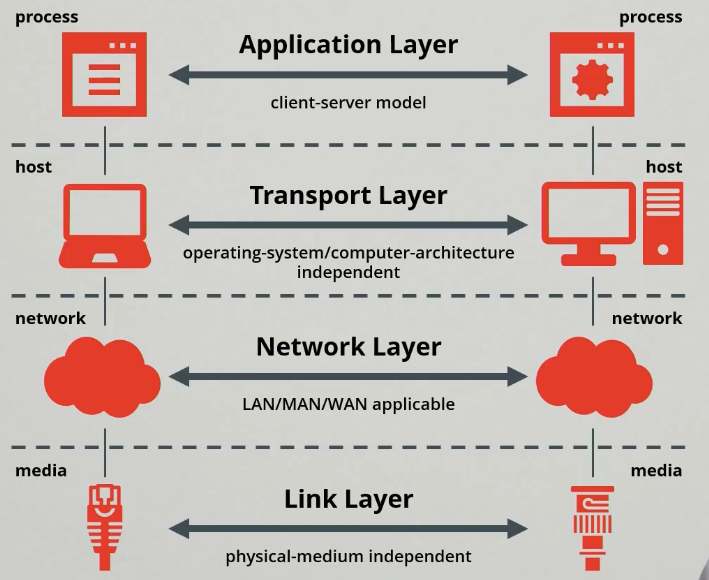 process
process
Application Layer
client-server model
host
host
Transport Layer
operating-system/computer-architecture
independent
network
network
Network Layer
LAN/MAN/WAN applicable
media
media
Link Layer
physical-medium independent